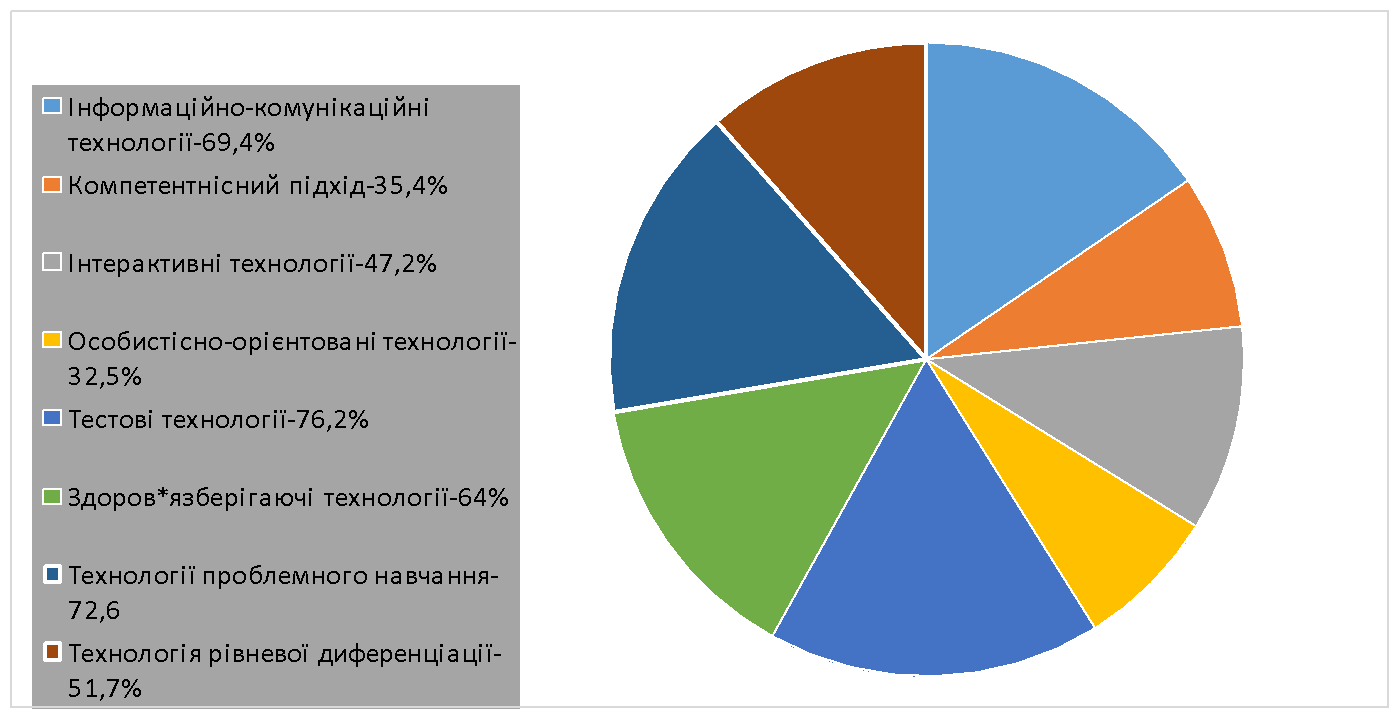 Інформаційно-комунікаційні
технології-69,4%
Компетентнісний підхід-35,4%
Інтерактивні технології-47,2%
Особистісно-орієнтовані технології-
32,5%
Тестові технології-76,2%
Здоров*язберігаючі технології-64%
Технології проблемного навчання-
72,6
Технологія рівневої диференціації-
51,7%